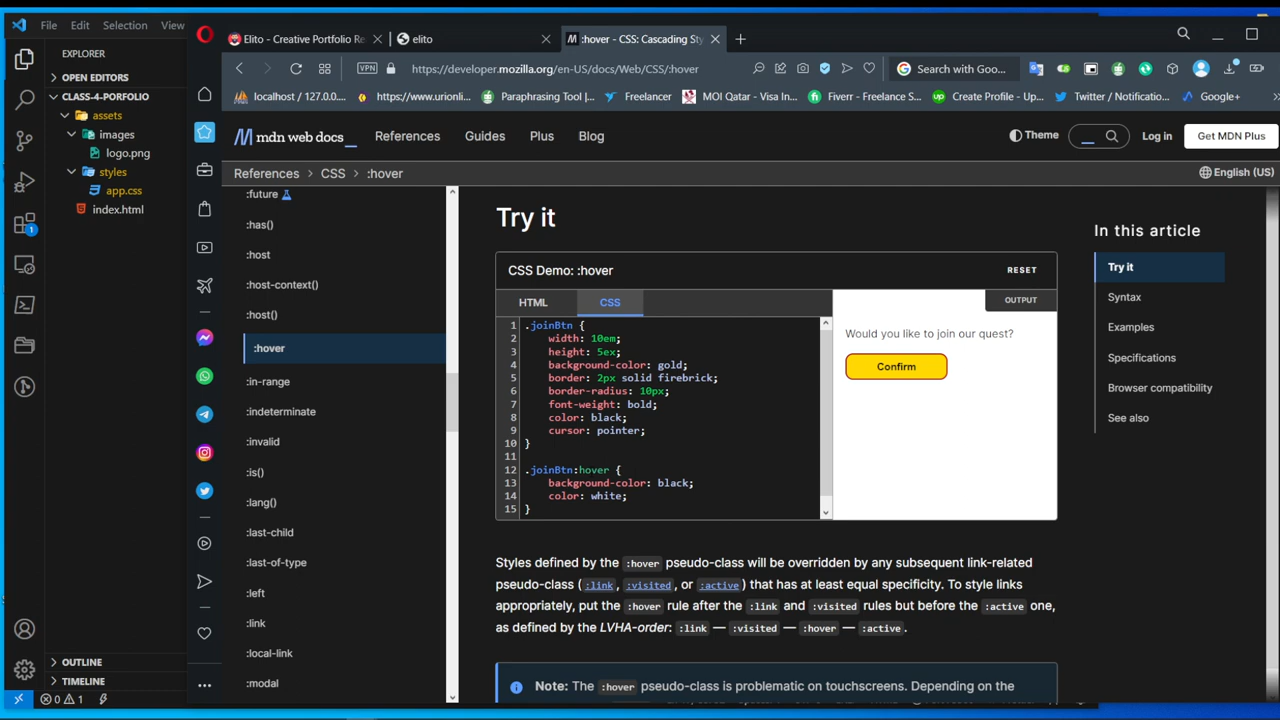 File Edit Selection View
EXPLORER
OPEN EDITORS
CLASS-4-PORFOLIO
assets
images
logo.png
styles
app.css
index.html
1
OUTLINE
TIMELINE
0 1
Elito - Creative Portfolio Re
elito
:hover - CSS: Cascading Sty
VPN
https://developer.mozilla.org/en-US/docs/Web/CSS/:hover
Search with Goo...
localhost / 127.0.0....
https://www.urionli...
Paraphrasing Tool |...
Freelancer
MOI Qatar - Visa In...
Fiverr - Freelance S...
Create Profile - Up...
Twitter / Notificatio...
Google+
mdn web docs _
References Guides Plus Blog
Theme
Log in
Get MDN Plus
References CSS :hover
English (US)
:future
:has()
:host
:host-context()
:host()
:hover
:in-range
:indeterminate
:invalid
:is()
:lang()
:last-child
:last-of-type
:left
:link
:local-link
:modal
Try it
CSS Demo: :hover
RESET
HTML CSS
OUTPUT
1 .joinBtn {
2 width: 10em;
3 height: 5ex;
4 background-color: gold;
5 border: 2px solid firebrick;
6 border-radius: 10px;
7 font-weight: bold;
8 color: black;
9 cursor: pointer;
10 }
11
12 .joinBtn:hover {
13 background-color: black;
14 color: white;
15 }
Would you like to join our quest?
Confirm
Styles defined by the :hover pseudo-class will be overridden by any subsequent link-related
pseudo-class (:link, :visited, or :active) that has at least equal specificity. To style links
appropriately, put the :hover rule after the :link and :visited rules but before the :active one,
as defined by the LVHA-order: :link — :visited — :hover — :active.
Note: The :hover pseudo-class is problematic on touchscreens. Depending on the
In this article
Try it
Syntax
Examples
Specifications
Browser compatibility
See also